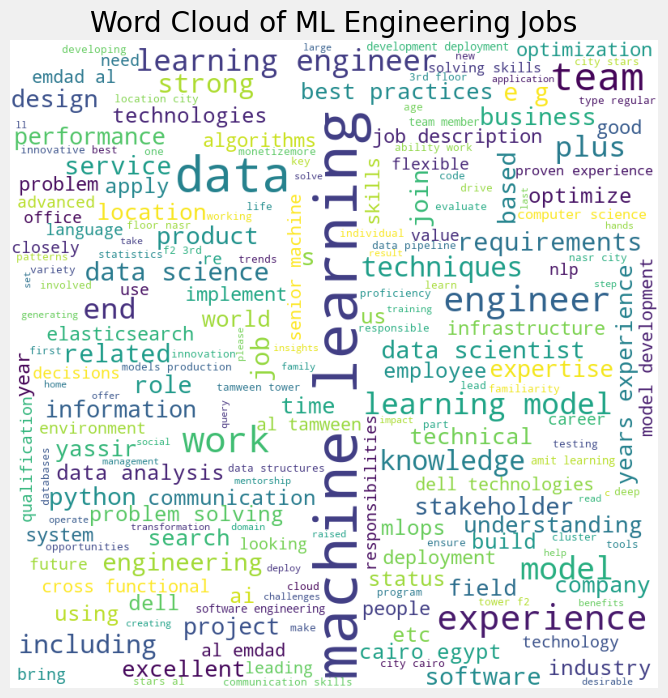 Word Cloud of ML Engineering Jobs
developing
need
learning engineer
large
development deployment
new
optimization
city stars
emdad al
strong
solving skills
3rd floor
application
team
design
location city
best practices
e g
type regular
technologies
age
team member
business
ll
innovative
best
one
monetizemore
ability work
performance
algorithms
key
job description
plus
good
service
data
solve
flexible
code
proven experience
problem
apply
life
skills
join
drive
based
optimize
advanced
location
working
evaluate
computer science
last
office
floor nasr
senior machine
individual
value
hands
language
f2 3rd
product
s
result
data pipeline
requirements
closely
take
statistics
re
trends
nasr city
patterns
data science
techniques
nlp
step
set
variety
use
implement
us
proficiency
learn
engineer
involved
generating
end
world
training
responsible
infrastructure
model development
elasticsearch
job
please
first
related
innovation
insights
data scientist
year
decisions
models production
family
employee
expertise
home
offer
tamween tower
role
lead
familiarity
information
time
learning model
years experience
environment
social
query
al tamween
impact
part
career
qualification
yassir
work
technical
testing
management
machine learning
responsibilities
knowledge
amit learning
data analysis
data structures
databases
mentorship
dell technologies
read
c
deep
python
communication
stakeholder
operate
problem solving
transformation
domain
raised
mlops
understanding
system
search
ensure
build
cluster
tools
opportunities
looking
deployment
help
future
engineering
deploy
status
model
cross functional
cloud
field
company
dell
ai
challenges
program
tower f2
benefits
using
software engineering
people
creating
project
make
experience
including
al emdad
etc
technology
cairo egypt
bring
excellent
leading
city cairo
software
industry
stars al
communication skills
desirable